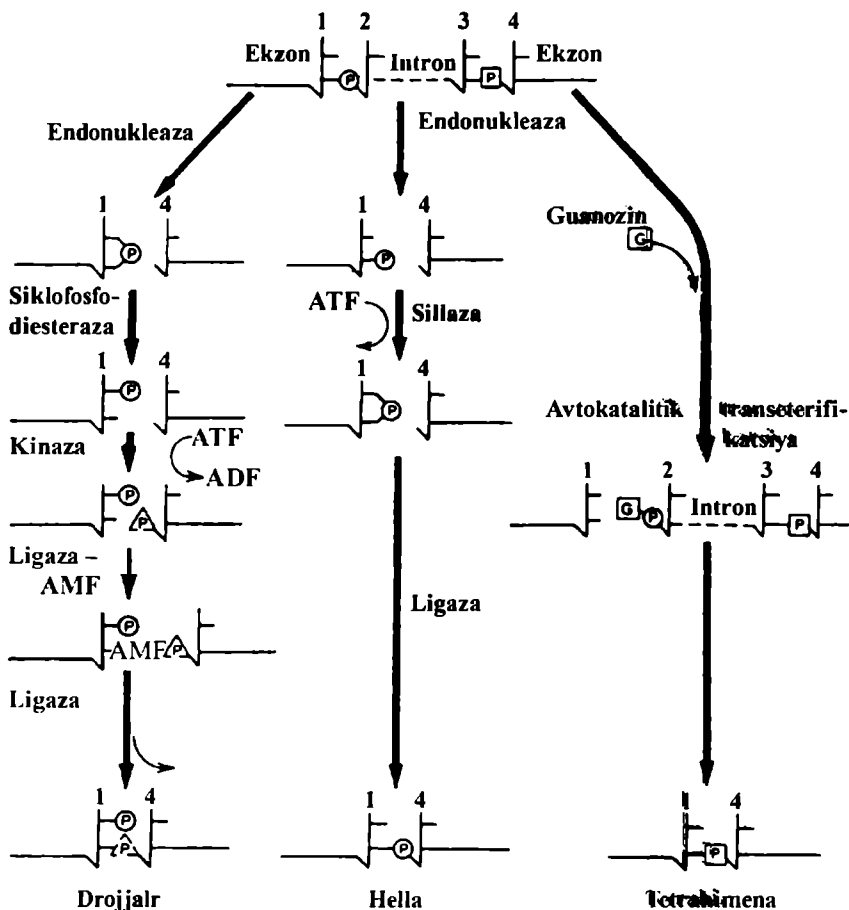 1 2 3 4
Ekzon Intron Ekzon
P P
Endonukleaza Endonukleaza
1 4 1 4
Guanozin
G
P P
Siklofosfo-
diesteraza
ATF Sillaza
1 4 1 4
P P
Avtokatalitik transeterifi-
katsiya
Kinaza ATF
ADF
1 2 3 4
P G P Intron P
P
Ligaza –
AMF
Ligaza
P
AMF P
Ligaza
1 4 1 4 1 4
P
P P P
Drojjalr Hella Tetrahimena